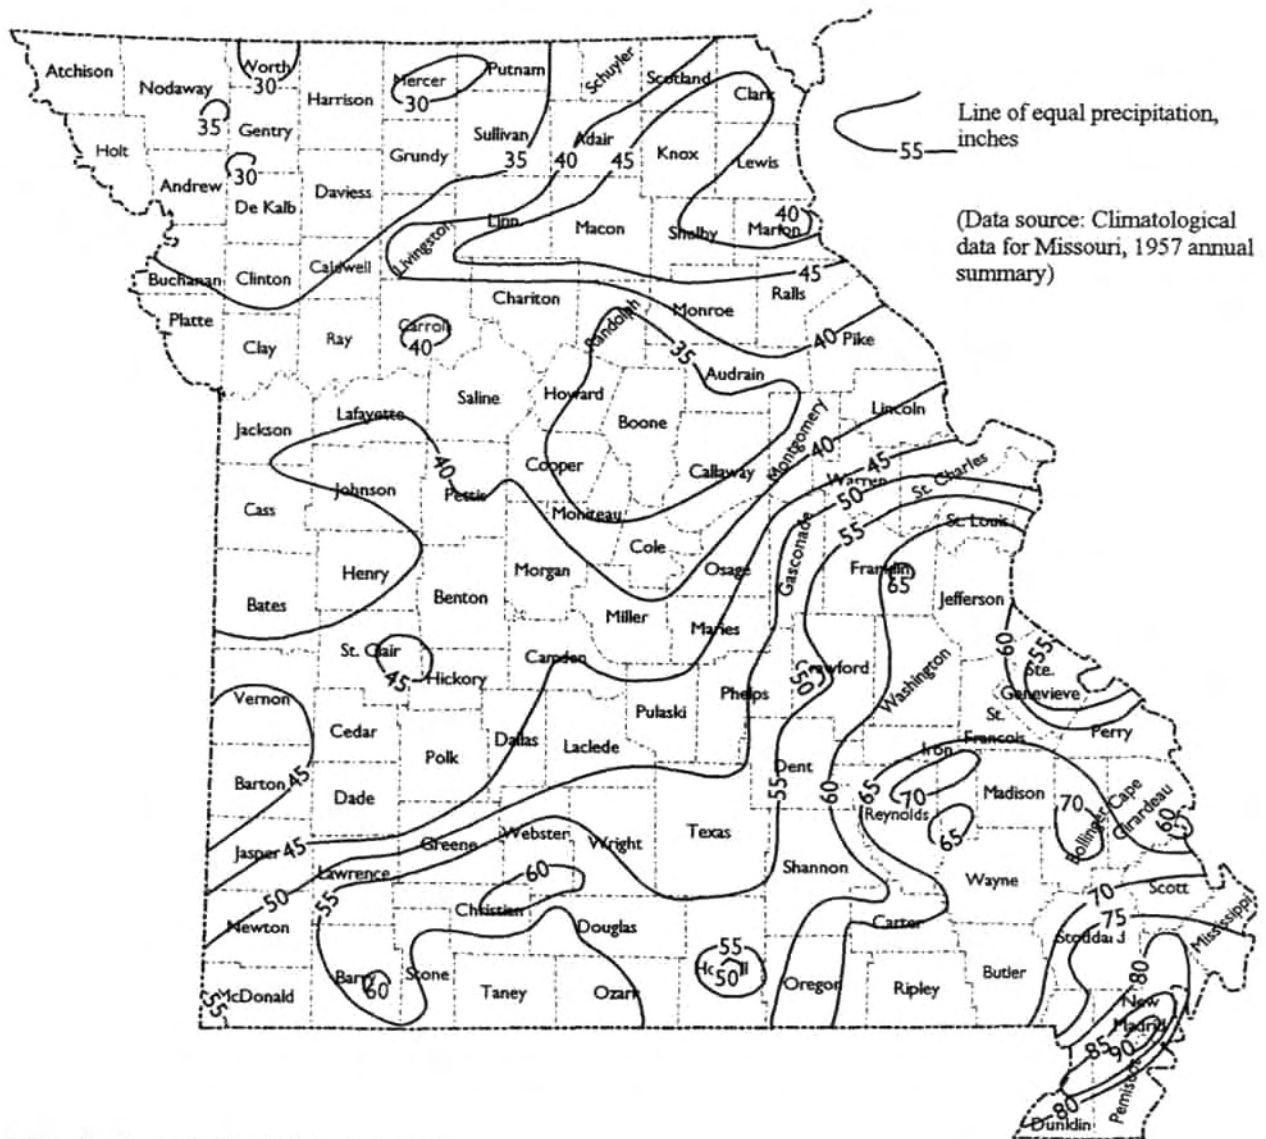 Atchison
Nodaway
Worth
30
Harrison
Mercer
30
Putnam
Schuyler
Scotland
Clark
35
Gentry
Holt
Grundy
Sullivan
35
40
Adair
45
Knox
Lewis
Andrew
30
De Kalb
Daviess
Linn
Macon
Shelby
40
Marion
Buchanan
Clinton
Caldwell
Livingston
45
Chariton
Ralls
Platte
Clay
Ray
Carroll
40
Randolph
Monroe
35
40
Pike
Audrain
Saline
Howard
Boone
Lafayette
Jackson
Lincoln
Montgomery
40
Cooper
Callaway
45
Warren
St. Charles
Johnson
40
Pettis
50
Cass
Moniteau
St. Louis
Cole
Gasconade
55
Henry
Morgan
Osage
Franklin
65
Bates
Benton
Jefferson
Miller
Maries
St. Clair
45
Hickory
Camden
Crawford
50
Washington
60
55
Ste.
Genevieve
Vernon
Phelps
Pulaski
St.
Francois
Perry
Cedar
Polk
Dallas
Laclede
Iron
Barton
45
Dade
Dent
55
60
65
70
Madison
Reynolds
65
70
Bollinger
Cape
Girardeau
60
Jasper
45
Greene
Webster
Wright
Texas
Lawrence
60
Shannon
Wayne
50
55
Christian
70
Scott
Newton
Douglas
Carter
75
Stoddard
Mississippi
55
50
Barry
60
Stone
Taney
Ozark
Oregon
Ripley
Butler
80
McDonald
55
New
Madrid
85
90
Pemiscot
80
Dunklin
55
Line of equal precipitation,
inches
(Data source: Climatological
data for Missouri, 1957 annual
summary)